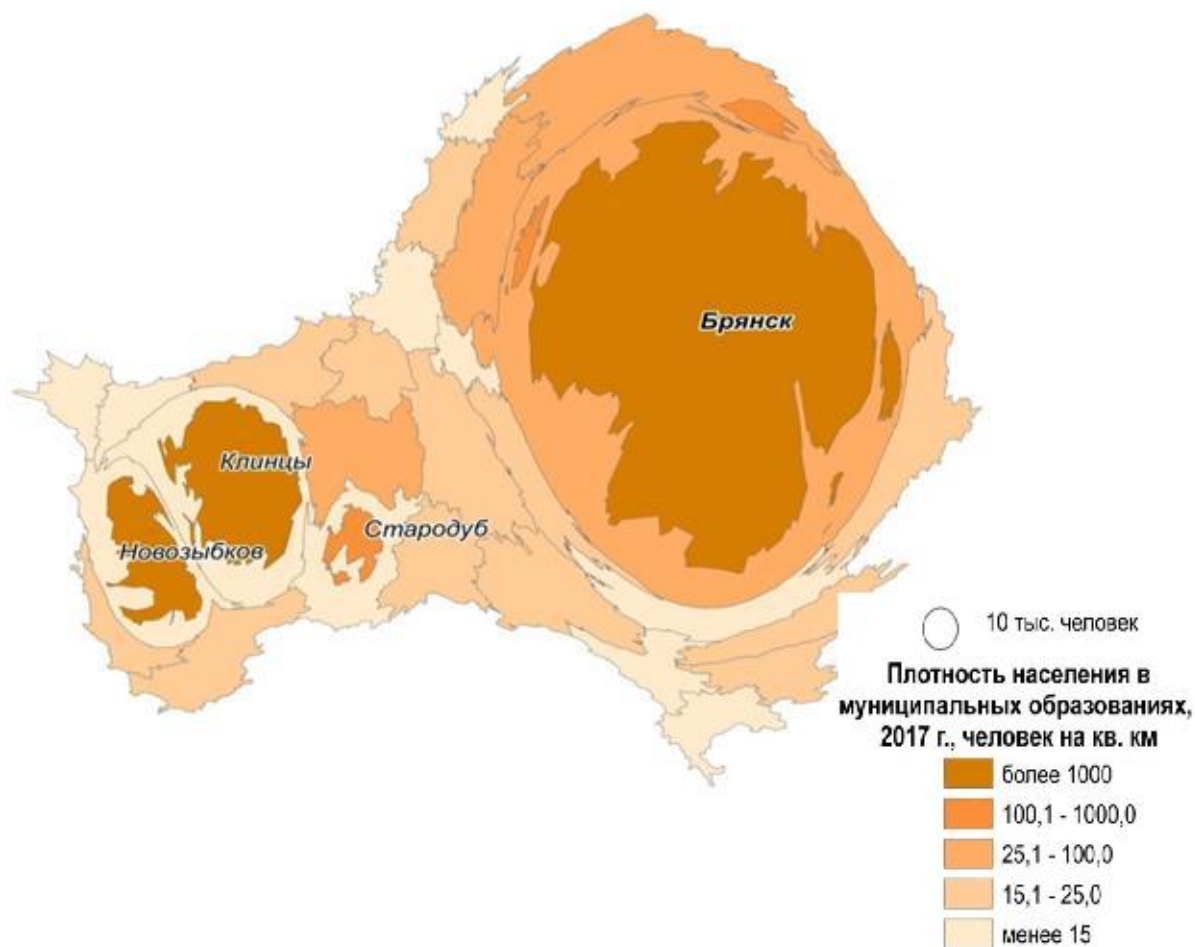 Брянск
Клинцы
Стародуб
Новозыбков
10 тыс. человек
Плотность населения в
муниципальных образованиях,
2017 г., человек на кв. км
более 1000
100,1 - 1000,0
25,1 - 100,0
15,1 - 25,0
менее 15